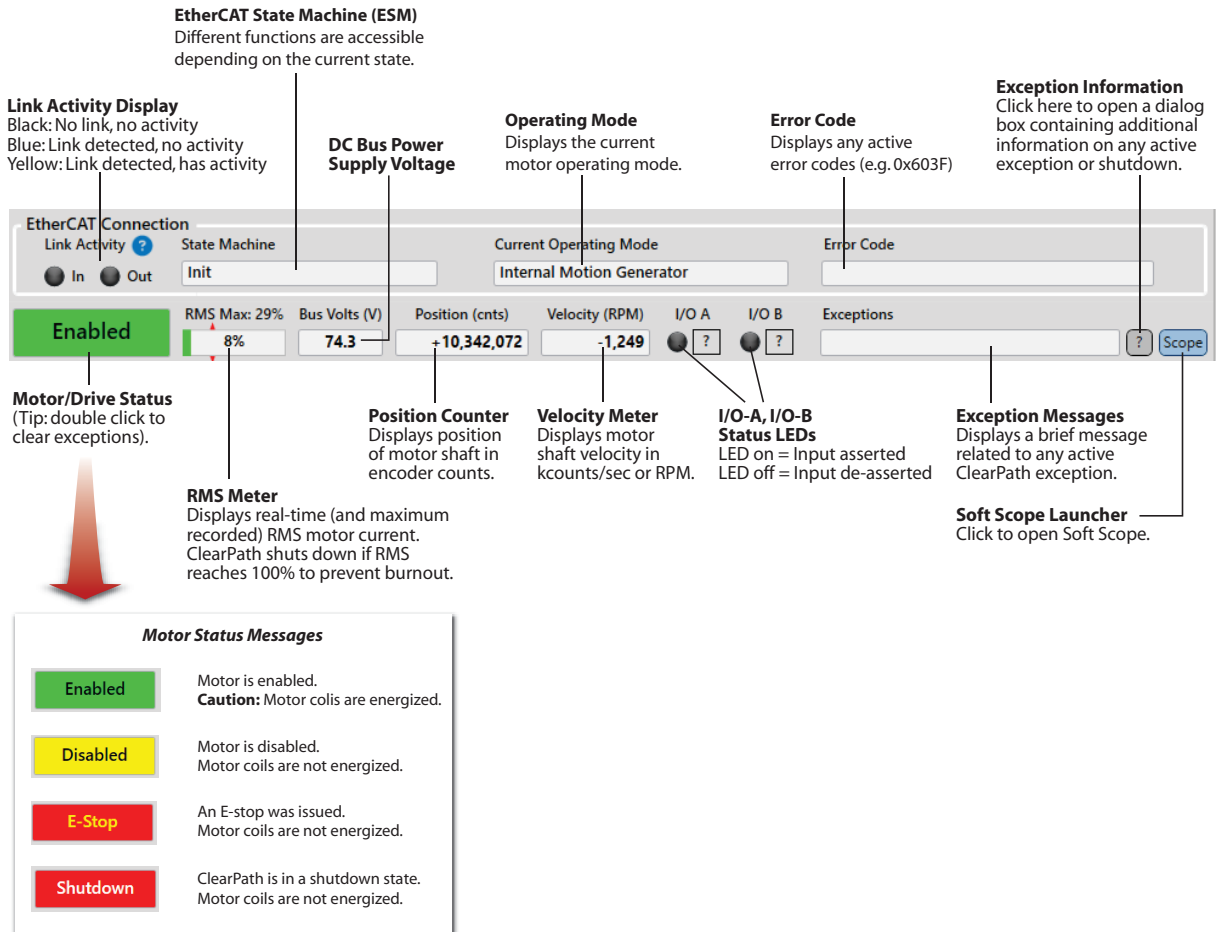 EtherCAT State Machine (ESM)
Different functions are accessible
depending on the current state.
Link Activity Display
Black: No link, no activity
Blue: Link detected, no activity
Yellow: Link detected, has activity
DC Bus Power
Supply Voltage
Operating Mode
Displays the current
motor operating mode.
Error Code
Displays any active
error codes (e.g. 0x603F)
Exception Information
Click here to open a dialog
box containing additional
information on any active
exception or shutdown.
EtherCAT Connection
Link Activity ? State Machine Current Operating Mode Error Code
In Out Init Internal Motion Generator
Enabled
RMS Max: 29% Bus Volts (V) Position (cnts) Velocity (RPM) I/O A I/O B Exceptions
8% 74.3 +10,342,072 -1,249 ? ? ? Scope
Motor/Drive Status
(Tip: double click to
clear exceptions).
RMS Meter
Displays real-time (and maximum
recorded) RMS motor current.
ClearPath shuts down if RMS
reaches 100% to prevent burnout.
Position Counter
Displays position
of motor shaft in
encoder counts.
Velocity Meter
Displays motor
shaft velocity in
kcounts/sec or RPM.
I/O-A, I/O-B
Status LEDs
LED on = Input asserted
LED off = Input de-asserted
Exception Messages
Displays a brief message
related to any active
ClearPath exception.
Soft Scope Launcher
Click to open Soft Scope.
Motor Status Messages
Enabled
Motor is enabled.
Caution: Motor colis are energized.
Disabled
Motor is disabled.
Motor coils are not energized.
E-Stop
An E-stop was issued.
Motor coils are not energized.
Shutdown
ClearPath is in a shutdown state.
Motor coils are not energized.